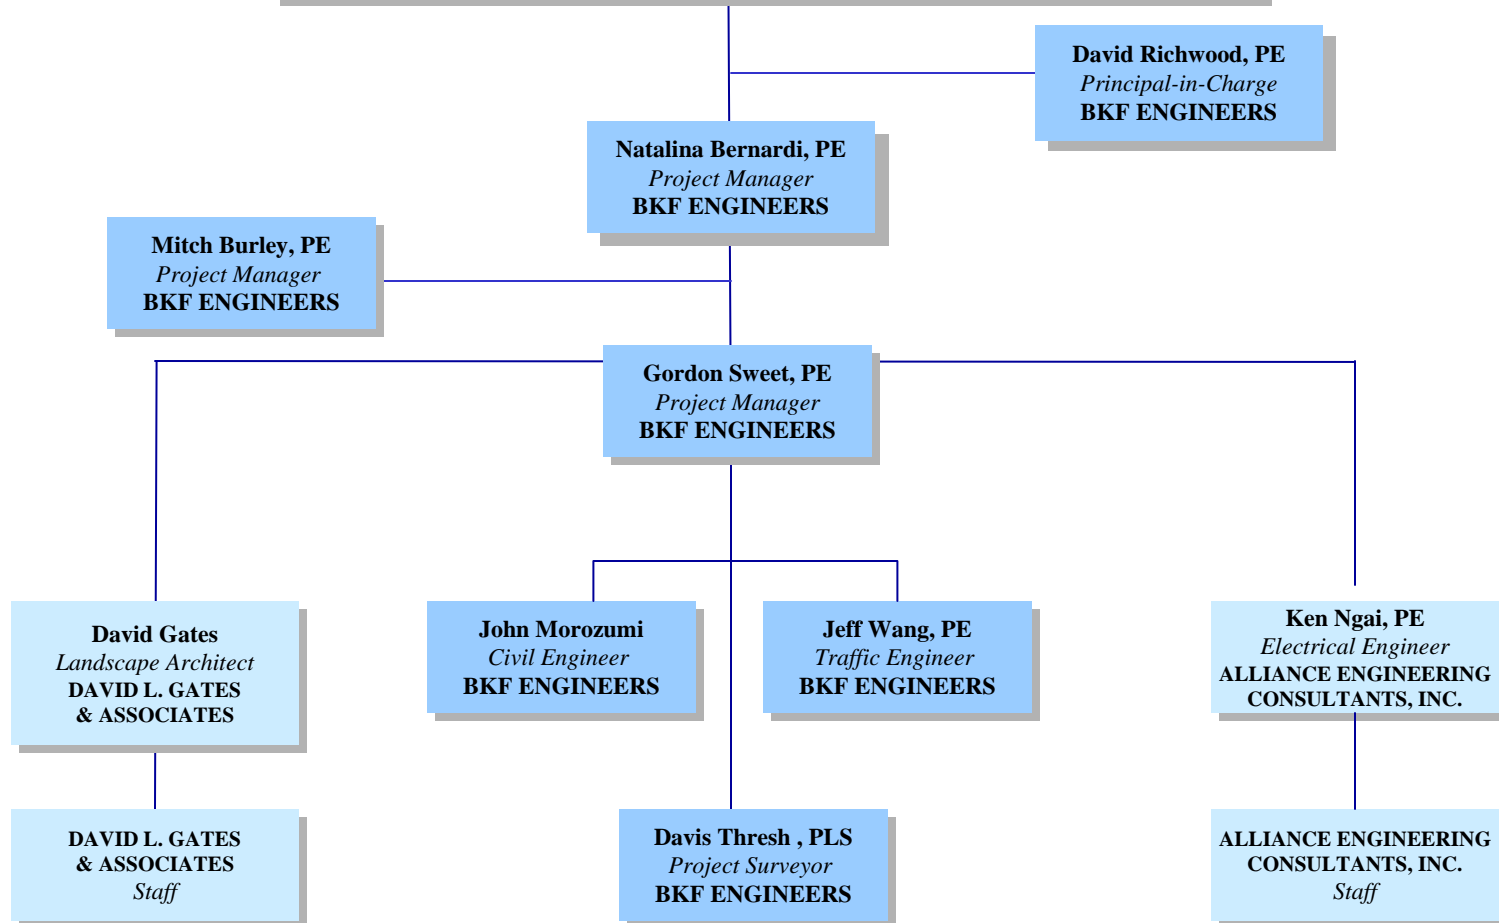 David Richwood, PE
Principal-in-Charge
BKF ENGINEERS
Natalina Bernardi, PE
Project Manager
BKF ENGINEERS
Mitch Burley, PE
Project Manager
BKF ENGINEERS
Gordon Sweet, PE
Project Manager
BKF ENGINEERS
David Gates
Landscape Architect
DAVID L. GATES
& ASSOCIATES
John Morozumi
Civil Engineer
BKF ENGINEERS
Jeff Wang, PE
Traffic Engineer
BKF ENGINEERS
Ken Ngai, PE
Electrical Engineer
ALLIANCE ENGINEERING
CONSULTANTS, INC.
DAVID L. GATES
& ASSOCIATES
Staff
Davis Thresh , PLS
Project Surveyor
BKF ENGINEERS
ALLIANCE ENGINEERING
CONSULTANTS, INC.
Staff